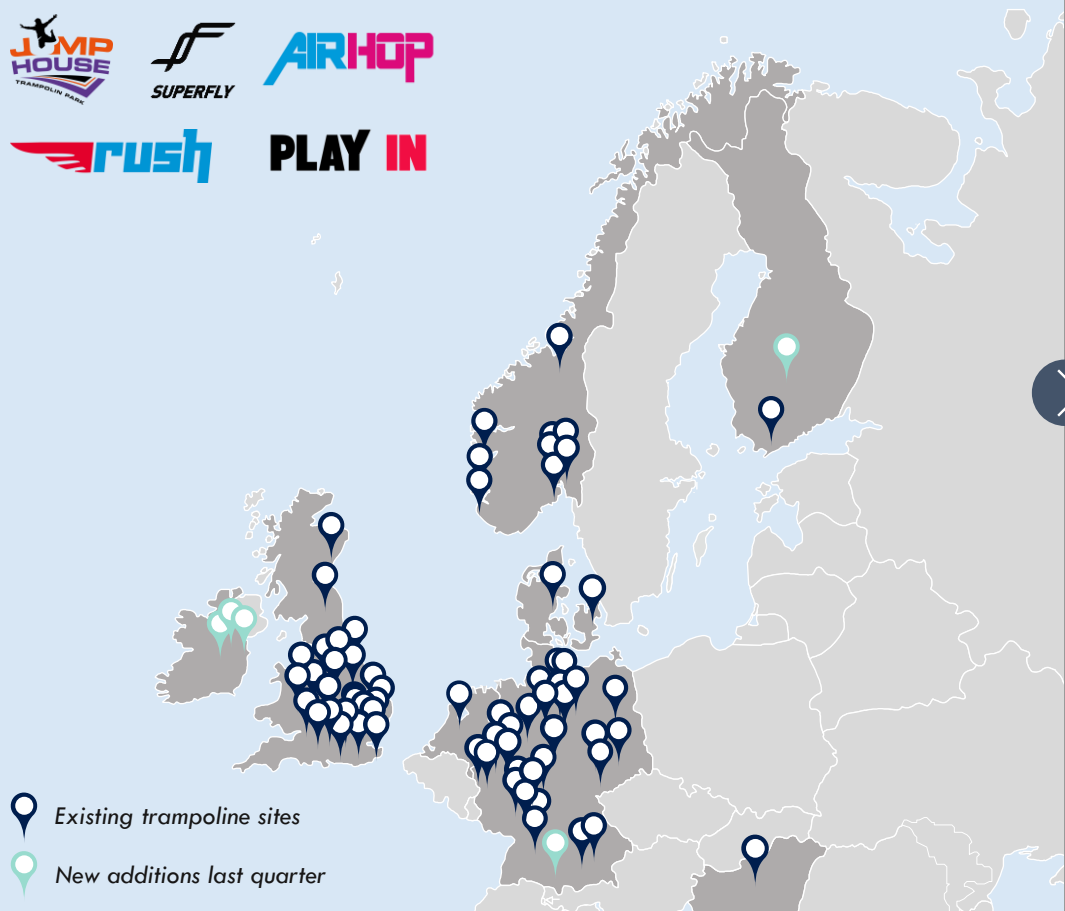 JUMP
HOUSE
TRAMPOLIN PARK
SUPERFLY
AIRHOP
rush
PLAY IN
Existing trampoline sites
New additions last quarter